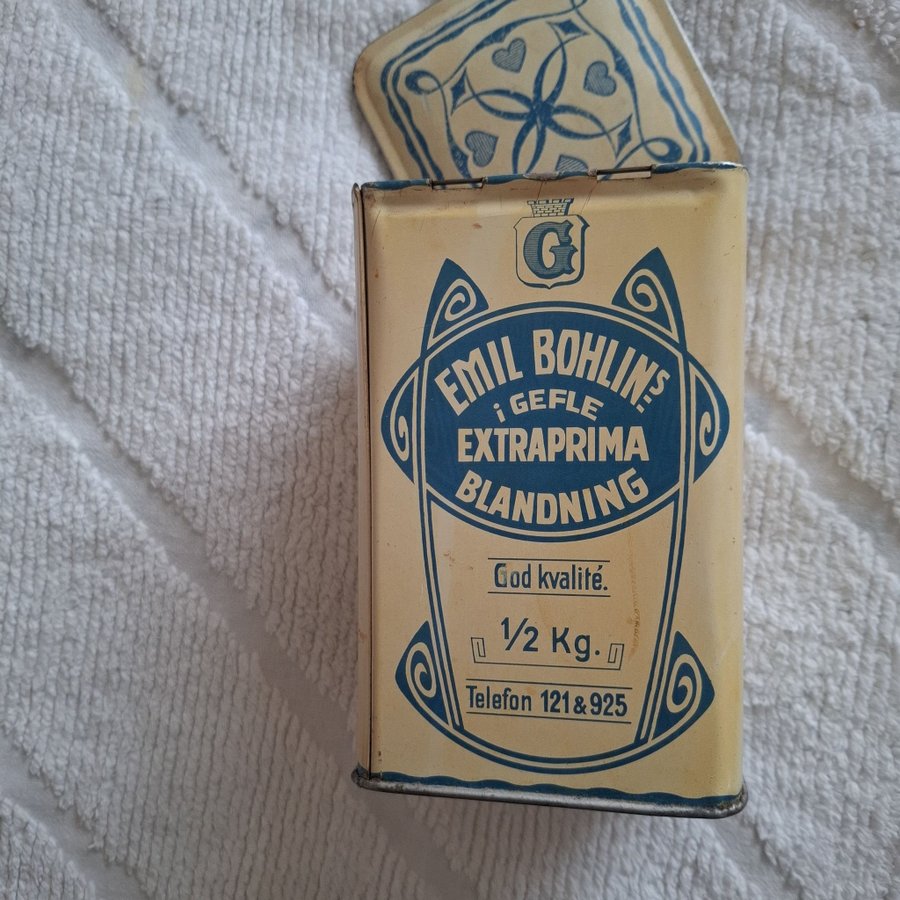 G
EMIL BOHLINS
i GEFLE
EXTRAPRIMA
BLANDNING
God kvalité.
1/2 Kg.
Telefon 121 & 925